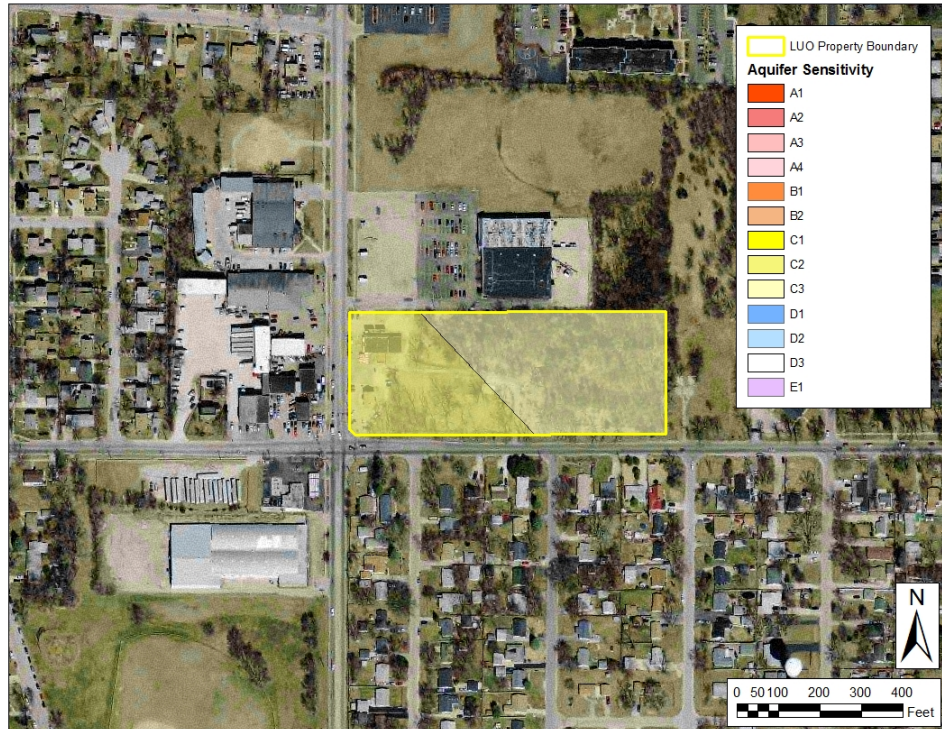 LUO Property Boundary
Aquifer Sensitivity
A1
A2
A3
A4
B1
B2
C1
C2
C3
D1
D2
D3
E1
N
0 50 100 200 300 400
Feet